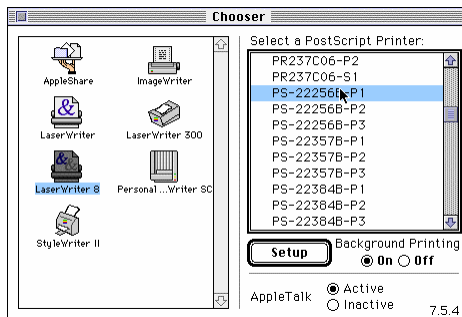 Chooser
AppleShare
ImageWriter
LaserWriter
LaserWriter 300
LaserWriter 8
Personal ...Writer SC
StyleWriter II
Select a PostScript Printer:
PR237C06-P2
PR237C06-S1
PS-22256B-P1
PS-22256B-P2
PS-22256B-P3
PS-22357B-P1
PS-22357B-P2
PS-22357B-P3
PS-22384B-P1
PS-22384B-P2
PS-22384B-P3
Setup
Background Printing
On Off
AppleTalk
Active
Inactive
7.5.4